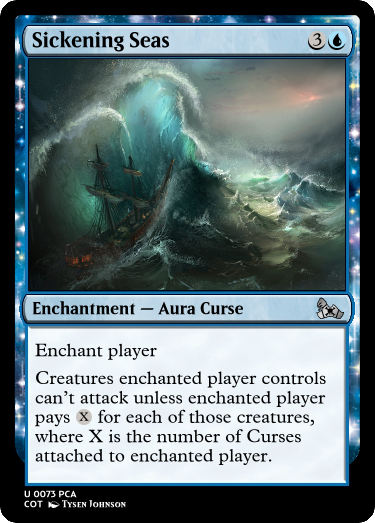 Sickening Seas 3
Enchantment — Aura Curse
Enchant player
Creatures enchanted player controls
can't attack unless enchanted player
pays X for each of those creatures,
where X is the number of Curses
attached to enchanted player.
U 0073 PCA
COT Tysen Johnson